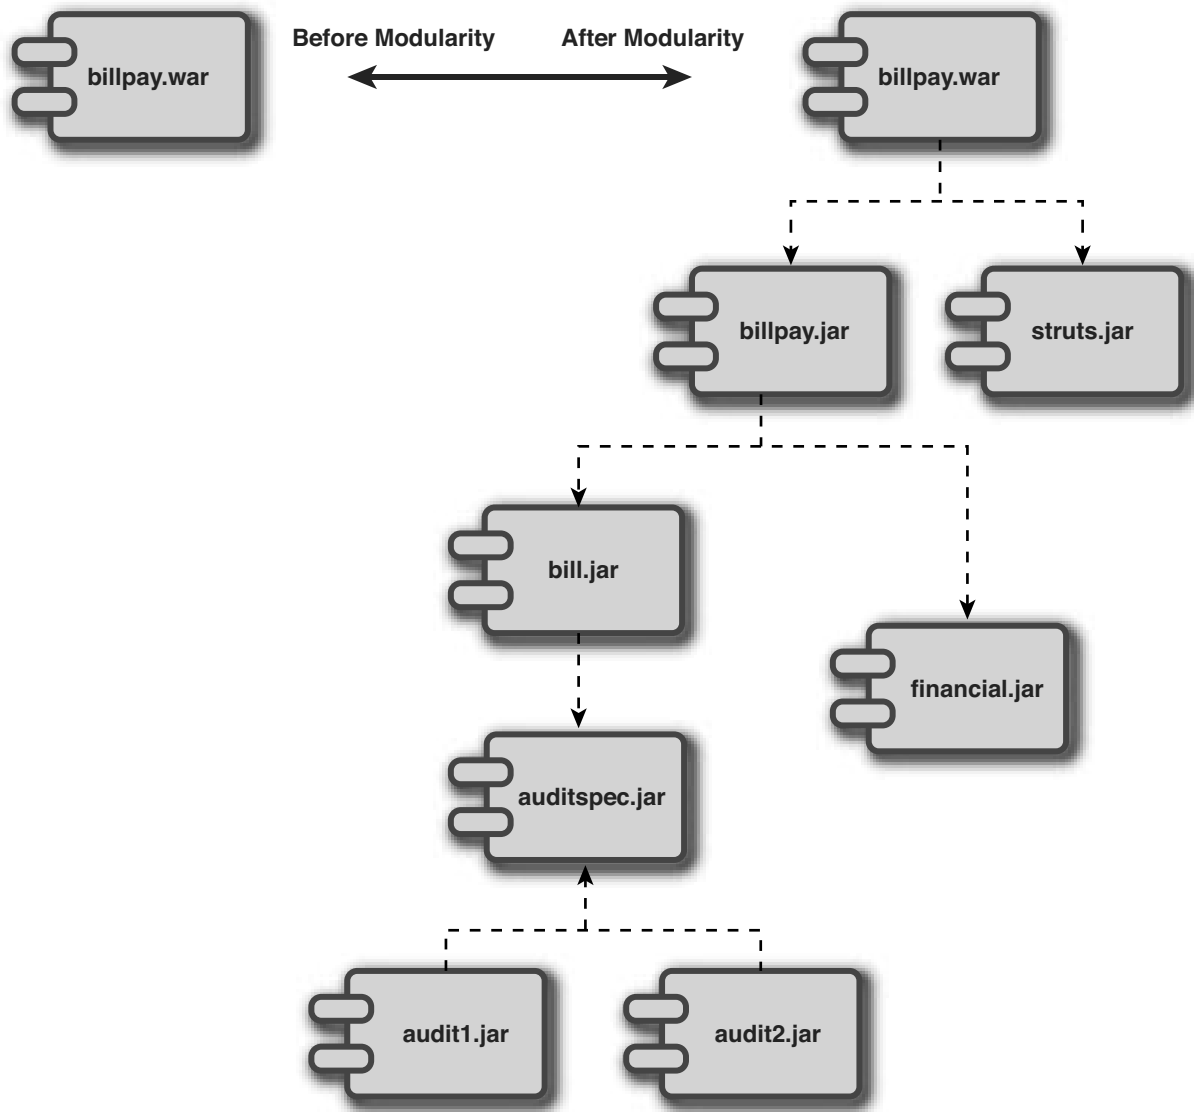 Before Modularity
After Modularity
billpay.war
billpay.war
billpay.jar
struts.jar
bill.jar
financial.jar
auditspec.jar
audit1.jar
audit2.jar